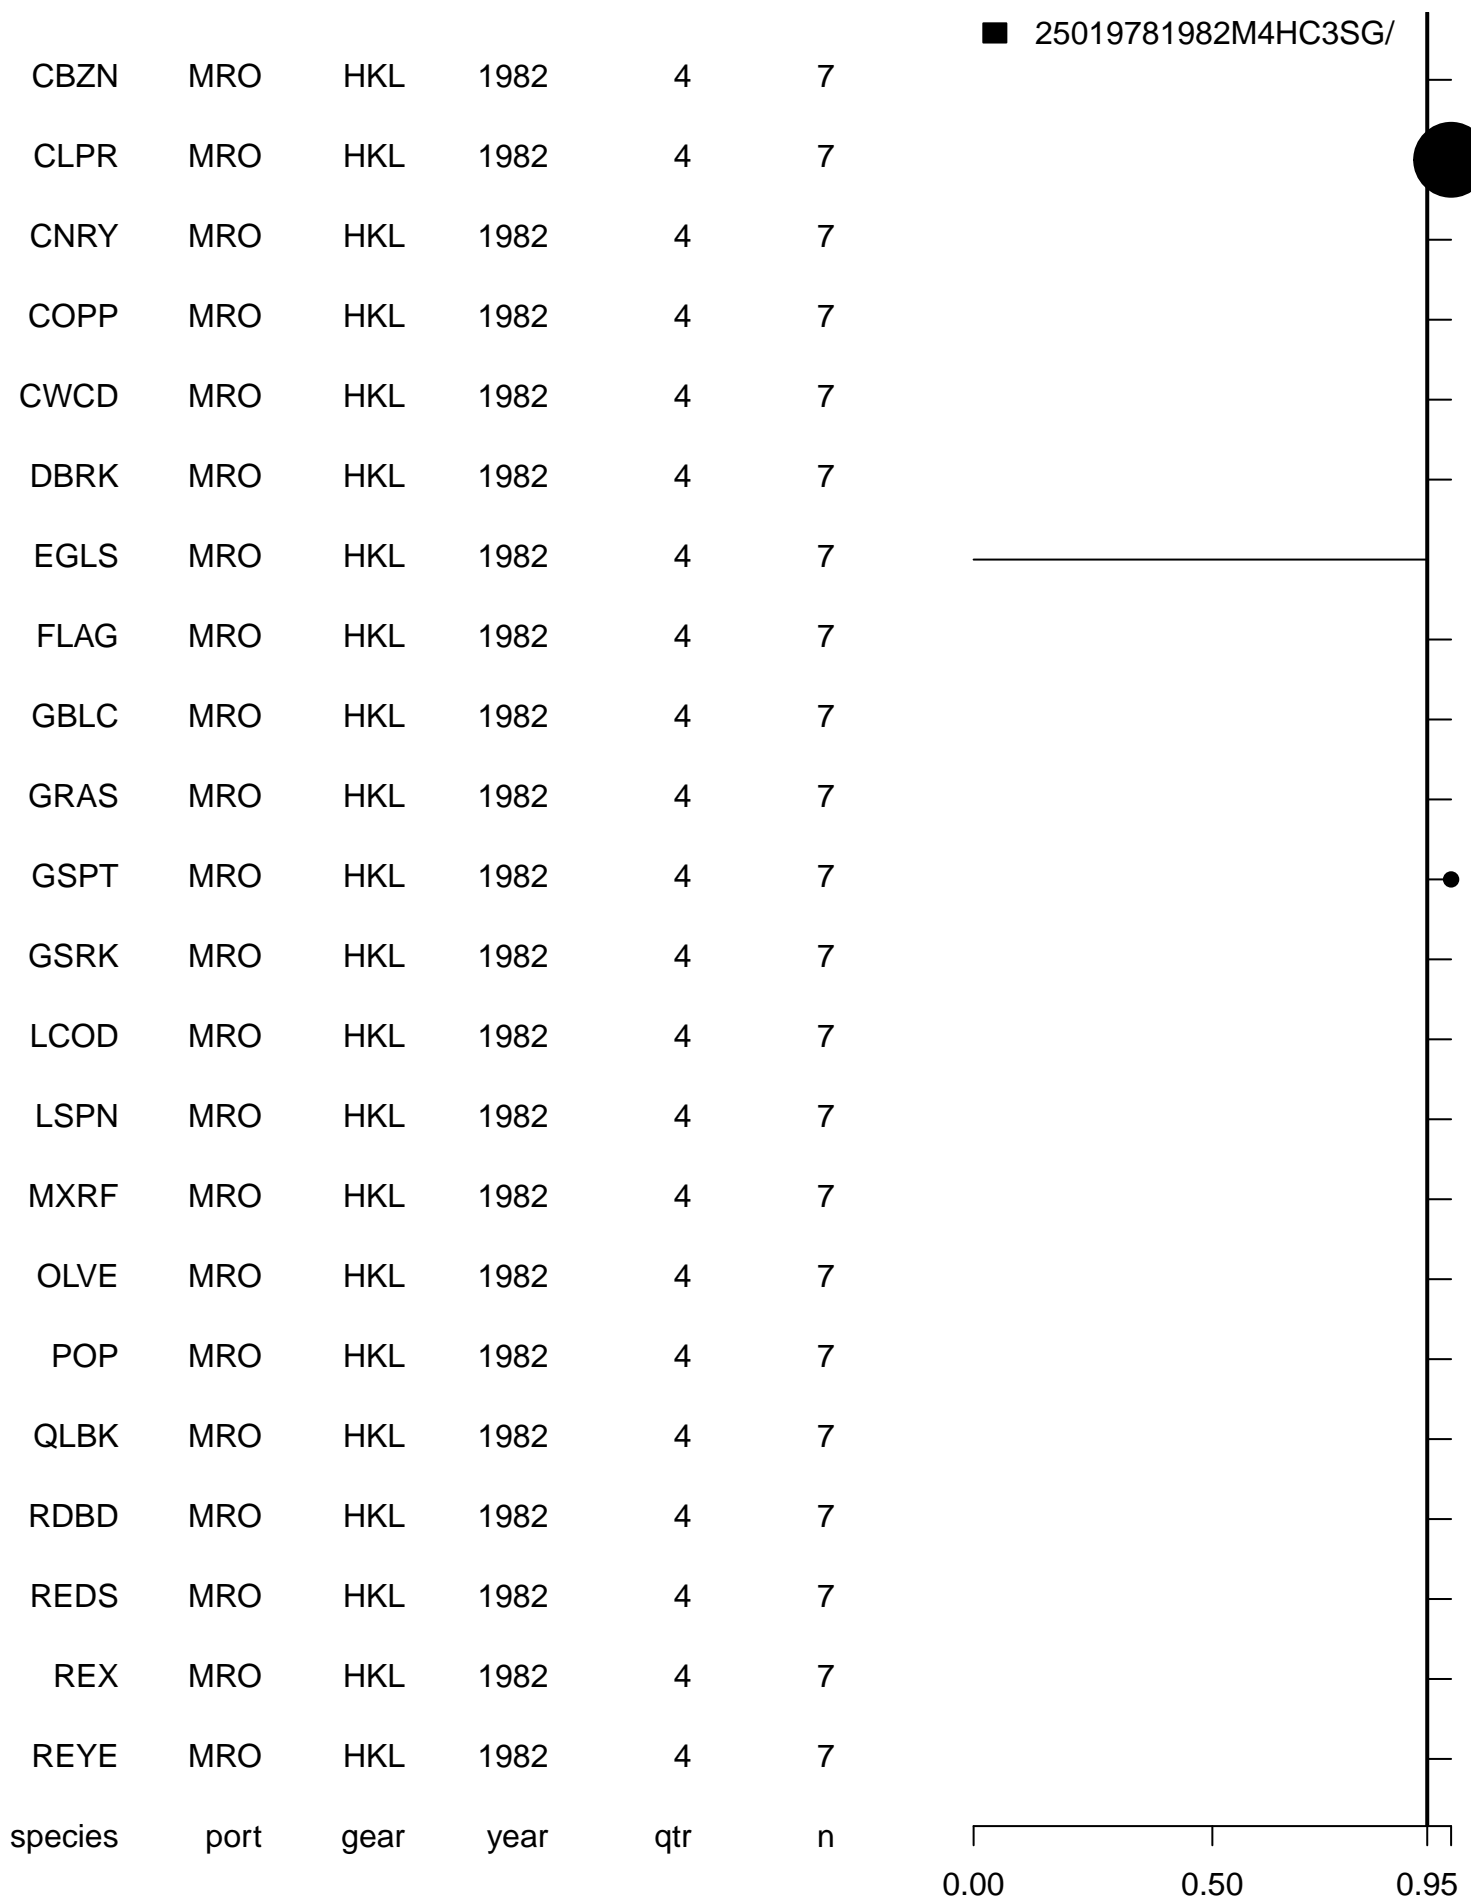 25019781982M4HC3SG/
CBZN MRO HKL 1982 4 7
CLPR MRO HKL 1982 4 7
CNRY MRO HKL 1982 4 7
COPP MRO HKL 1982 4 7
CWCD MRO HKL 1982 4 7
DBRK MRO HKL 1982 4 7
EGLS MRO HKL 1982 4 7
FLAG MRO HKL 1982 4 7
GBLC MRO HKL 1982 4 7
GRAS MRO HKL 1982 4 7
GSPT MRO HKL 1982 4 7
GSRK MRO HKL 1982 4 7
LCOD MRO HKL 1982 4 7
LSPN MRO HKL 1982 4 7
MXRF MRO HKL 1982 4 7
OLVE MRO HKL 1982 4 7
POP MRO HKL 1982 4 7
QLBK MRO HKL 1982 4 7
RDBD MRO HKL 1982 4 7
REDS MRO HKL 1982 4 7
REX MRO HKL 1982 4 7
REYE MRO HKL 1982 4 7
species port gear year qtr n
0.00 0.50 0.95